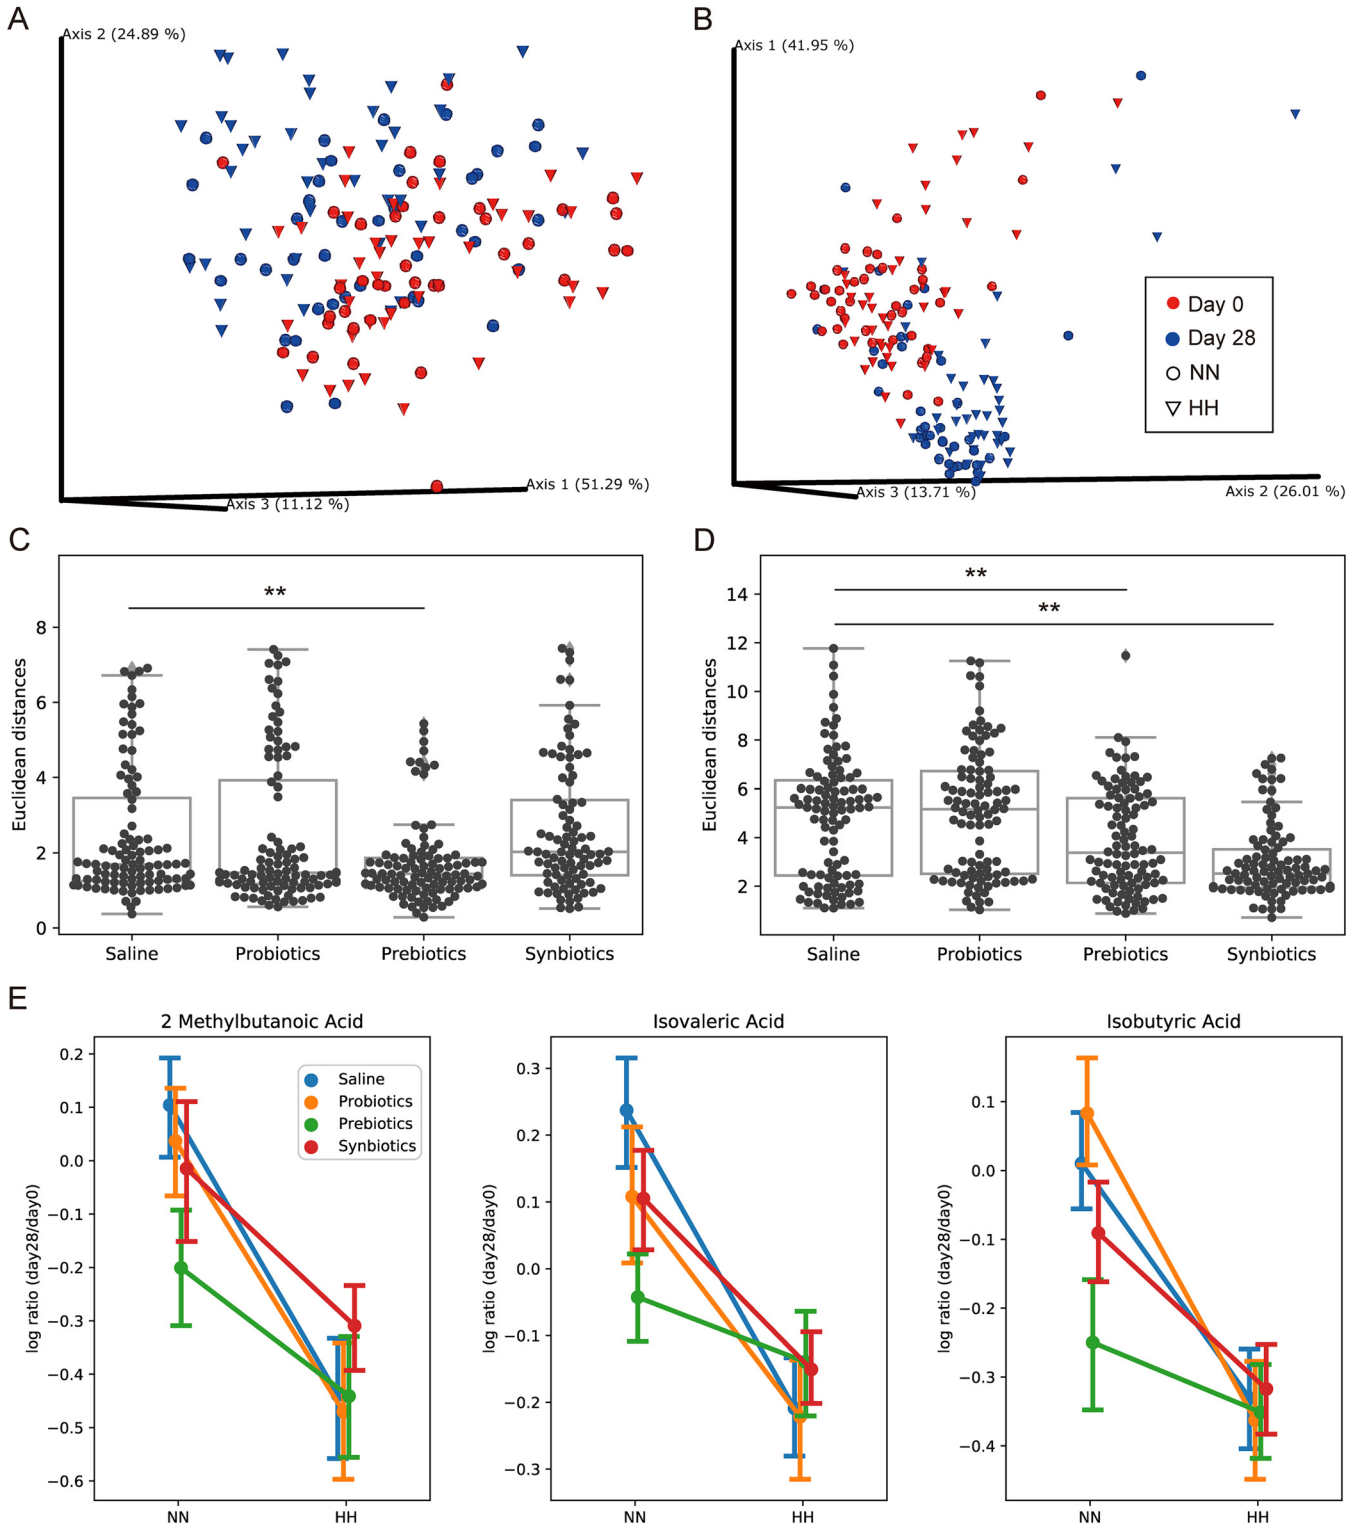 A
Axis 2 (24.89 %)
Axis 1 (51.29 %)
Axis 3 (11.12 %)
B
Axis 1 (41.95 %)
Day 0
Day 28
NN
HH
Axis 3 (13.71 %)
Axis 2 (26.01 %)
C
**
Euclidean distances
8
6
4
2
0
Saline Probiotics Prebiotics Synbiotics
D
**
**
Euclidean distances
14
12
10
8
6
4
2
Saline Probiotics Prebiotics Synbiotics
E
2 Methylbutanoic Acid
Saline
Probiotics
Prebiotics
Synbiotics
log ratio (day28/day0)
0.2
0.1
0.0
−0.1
−0.2
−0.3
−0.4
−0.5
−0.6
NN HH
Isovaleric Acid
log ratio (day28/day0)
0.3
0.2
0.1
0.0
−0.1
−0.2
−0.3
NN HH
Isobutyric Acid
log ratio (day28/day0)
0.1
0.0
−0.1
−0.2
−0.3
−0.4
NN HH